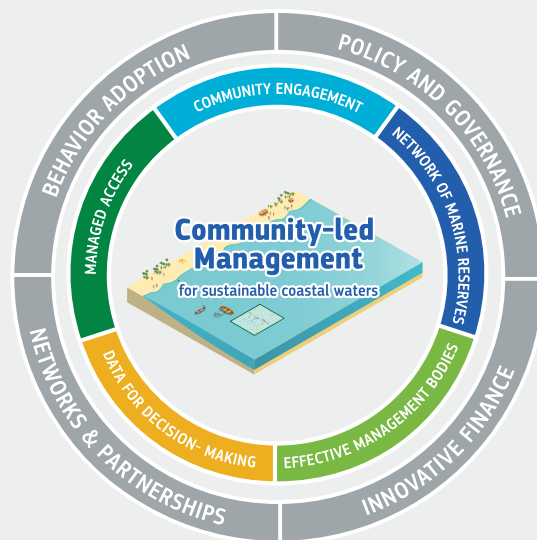 BEHAVIOR ADOPTION
POLICY AND GOVERNANCE
COMMUNITY ENGAGEMENT
MANAGED ACCESS
NETWORK OF MARINE RESERVES
Community-led
Management
for sustainable coastal waters
DATA FOR DECISION- MAKING
EFFECTIVE MANAGEMENT BODIES
NETWORKS & PARTNERSHIPS
INNOVATIVE FINANCE